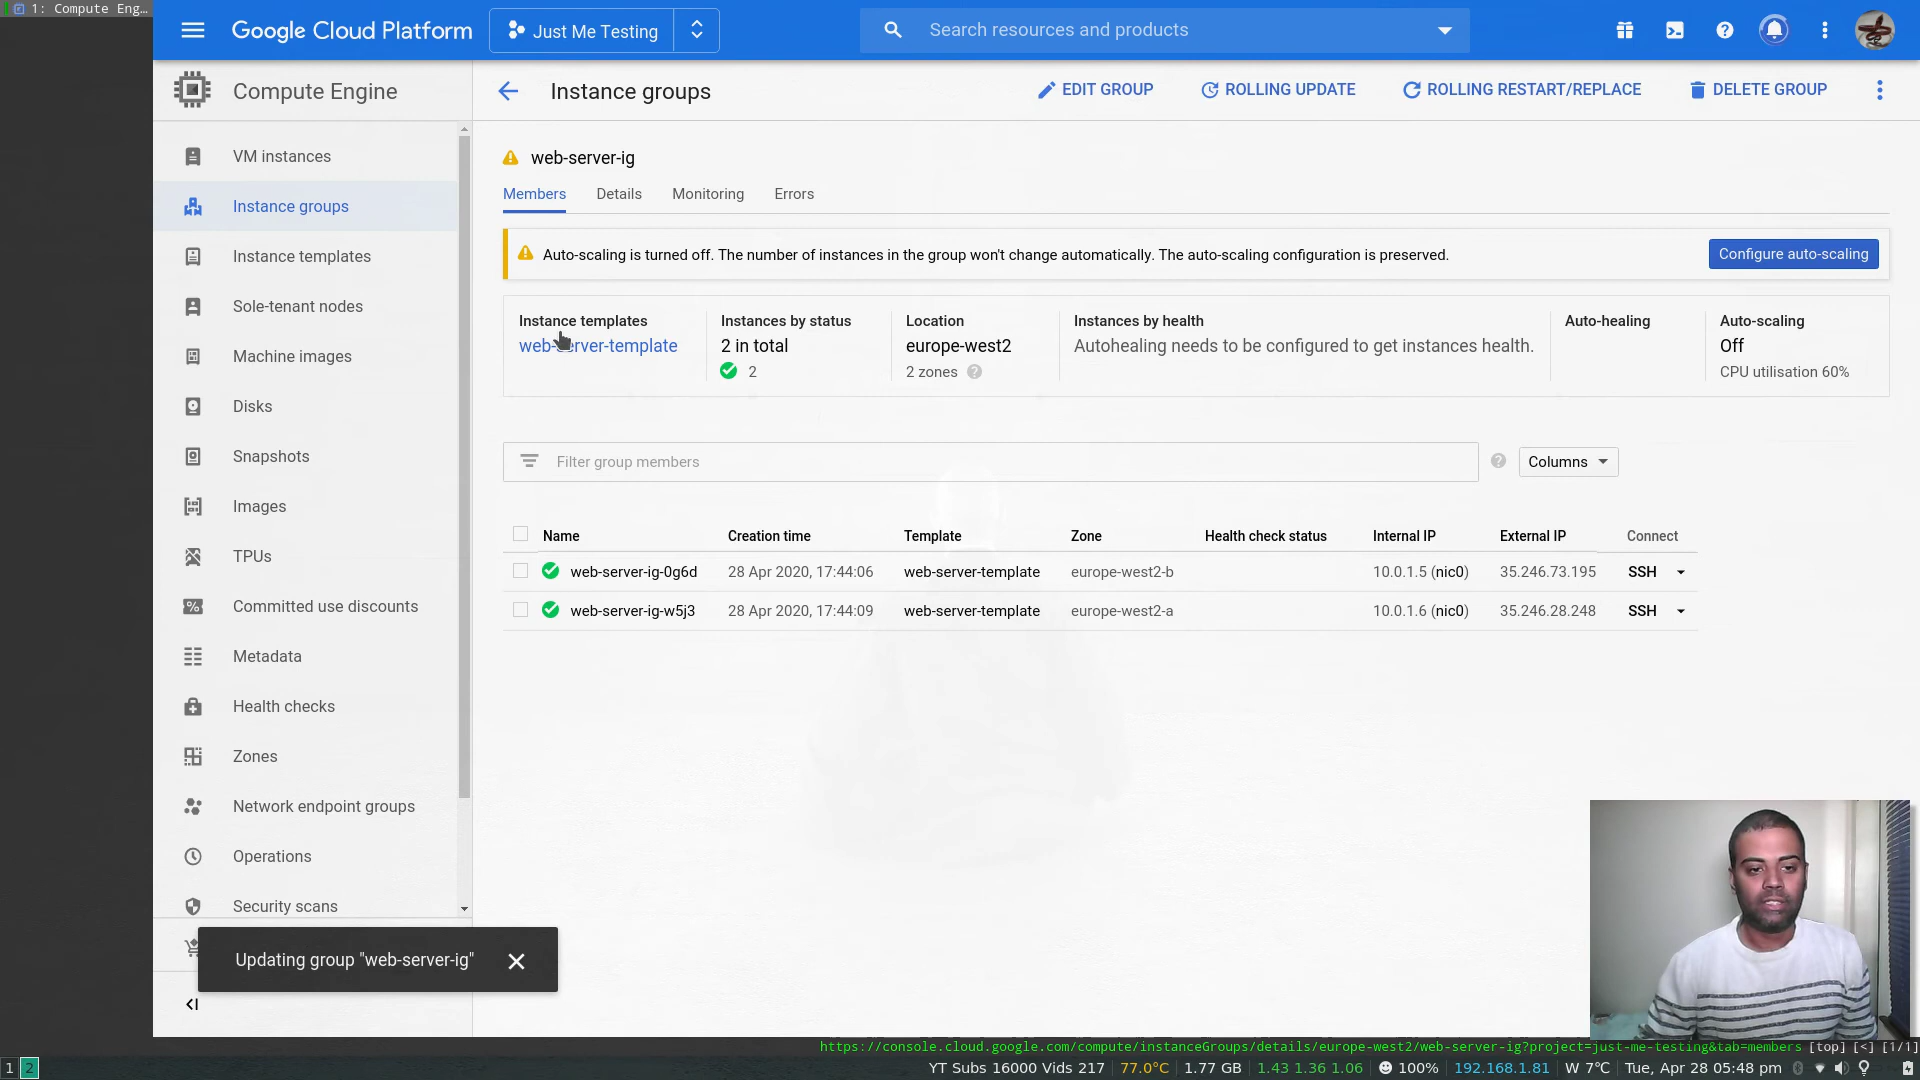 1: Compute Eng…
Google Cloud Platform
Just Me Testing
Search resources and products
Compute Engine
Instance groups
EDIT GROUP
ROLLING UPDATE
ROLLING RESTART/REPLACE
DELETE GROUP
VM instances
Instance groups
Instance templates
Sole-tenant nodes
Machine images
Disks
Snapshots
Images
TPUs
Committed use discounts
Metadata
Health checks
Zones
Network endpoint groups
Operations
Security scans
web-server-ig
Members Details Monitoring Errors
Auto-scaling is turned off. The number of instances in the group won't change automatically. The auto-scaling configuration is preserved.
Configure auto-scaling
Instance templates
web-server-template
Instances by status
2 in total
2
Location
europe-west2
2 zones
Instances by health
Autohealing needs to be configured to get instances health.
Auto-healing
Auto-scaling
Off
CPU utilisation 60%
Filter group members
Columns
Name Creation time Template Zone Health check status Internal IP External IP Connect
web-server-ig-0g6d 28 Apr 2020, 17:44:06 web-server-template europe-west2-b 10.0.1.5 (nic0) 35.246.73.195 SSH
web-server-ig-w5j3 28 Apr 2020, 17:44:09 web-server-template europe-west2-a 10.0.1.6 (nic0) 35.246.28.248 SSH
Updating group "web-server-ig"
https://console.cloud.google.com/compute/instanceGroups/details/europe-west2/web-server-ig?project=just-me-testing&tab=members [top] [<] [1/1]
1 2
YT Subs 16000 Vids 217 77.0°C 1.77 GB 1.43 1.36 1.06 100% 192.168.1.81 W 7°C Tue, Apr 28 05:48 pm